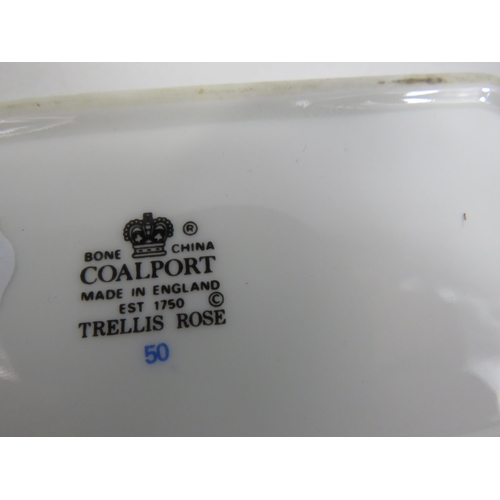 ®
BONE CHINA
COALPORT
MADE IN ENGLAND
EST 1750 ©
TRELLIS ROSE
50